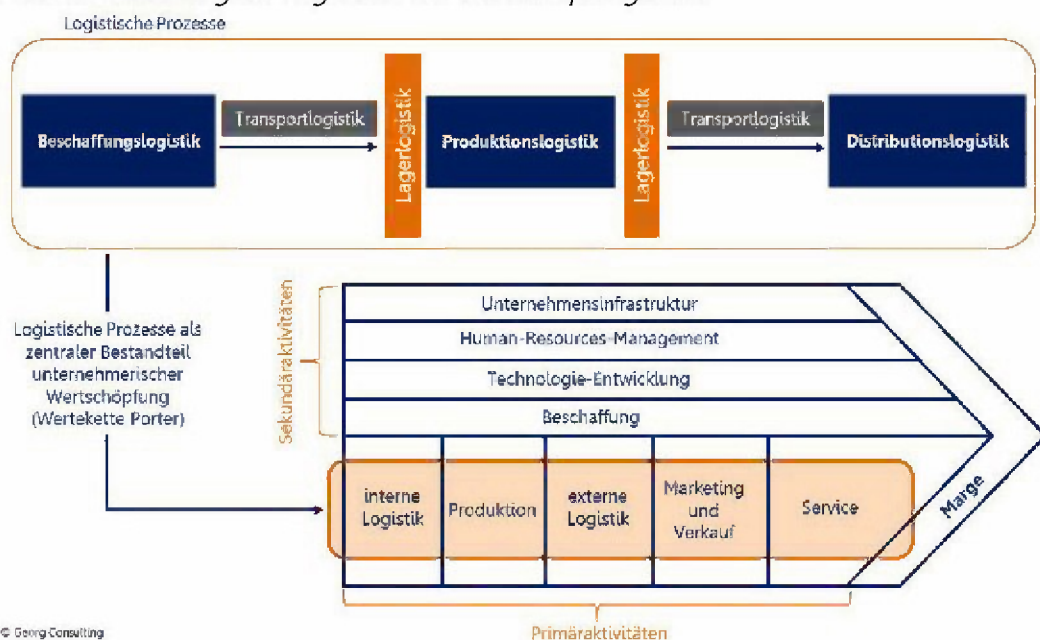 Logistische Prozesse
Beschaffungslogistik
Transportlogistik
Lagerlogistik
Produktionslogistik
Lagerlogistik
Transportlogistik
Distributionslogistik
Logistische Prozesse als
zentraler Bestandteil
unternehmerischer
Wertschöpfung
(Wertekette Porter)
Sekundäraktivitäten
Unternehmensinfrastruktur
Human-Resources-Management
Technologie-Entwicklung
Beschaffung
interne
Logistik
Produktion
externe
Logistik
Marketing
und
Verkauf
Service
Marge
Primäraktivitäten
© Georg Consulting